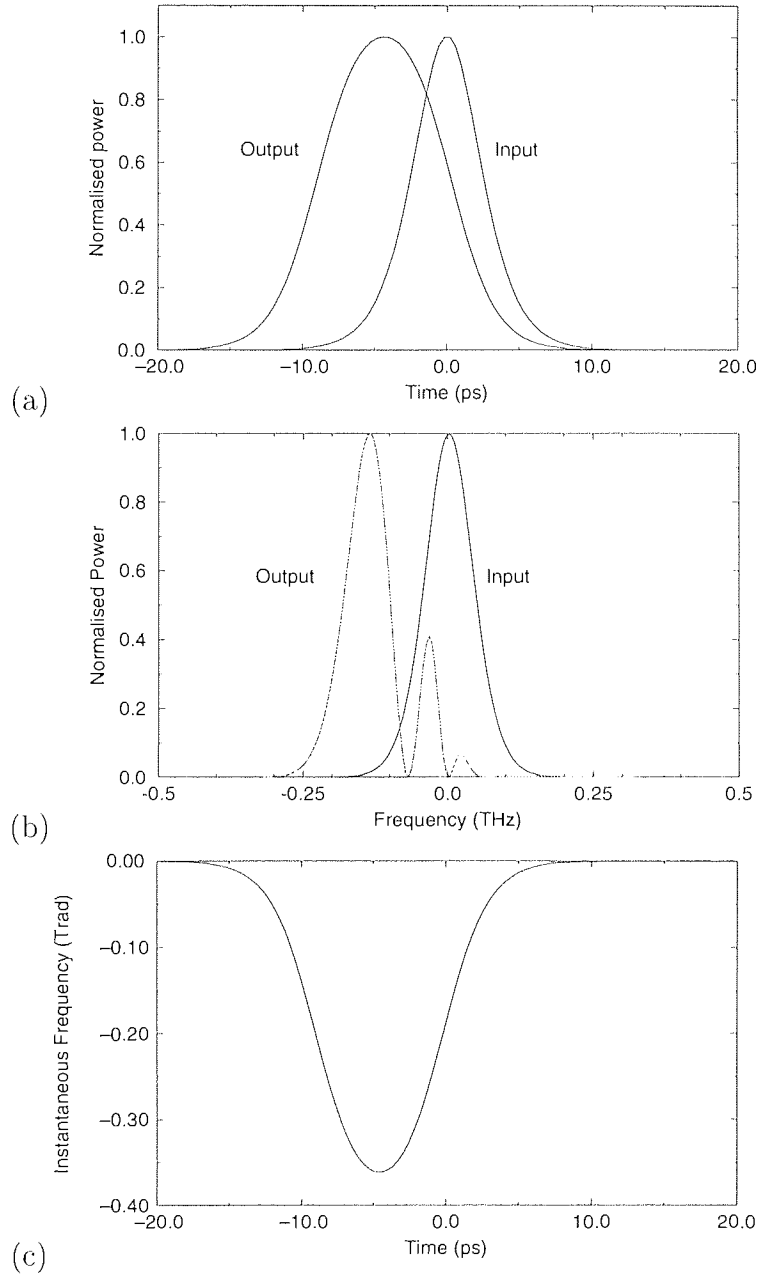 1.0
0.8
0.6
0.4
0.2
0.0
Normalised power
Output
Input
−20.0
−10.0
0.0
10.0
20.0
Time (ps)
(a)
1.0
0.8
0.6
0.4
0.2
0.0
Normalised Power
Output
Input
-0.5
-0.25
0.0
0.25
0.5
Frequency (THz)
(b)
0.00
−0.10
−0.20
−0.30
−0.40
Instantaneous Frequency (Trad)
−20.0
−10.0
0.0
10.0
20.0
Time (ps)
(c)